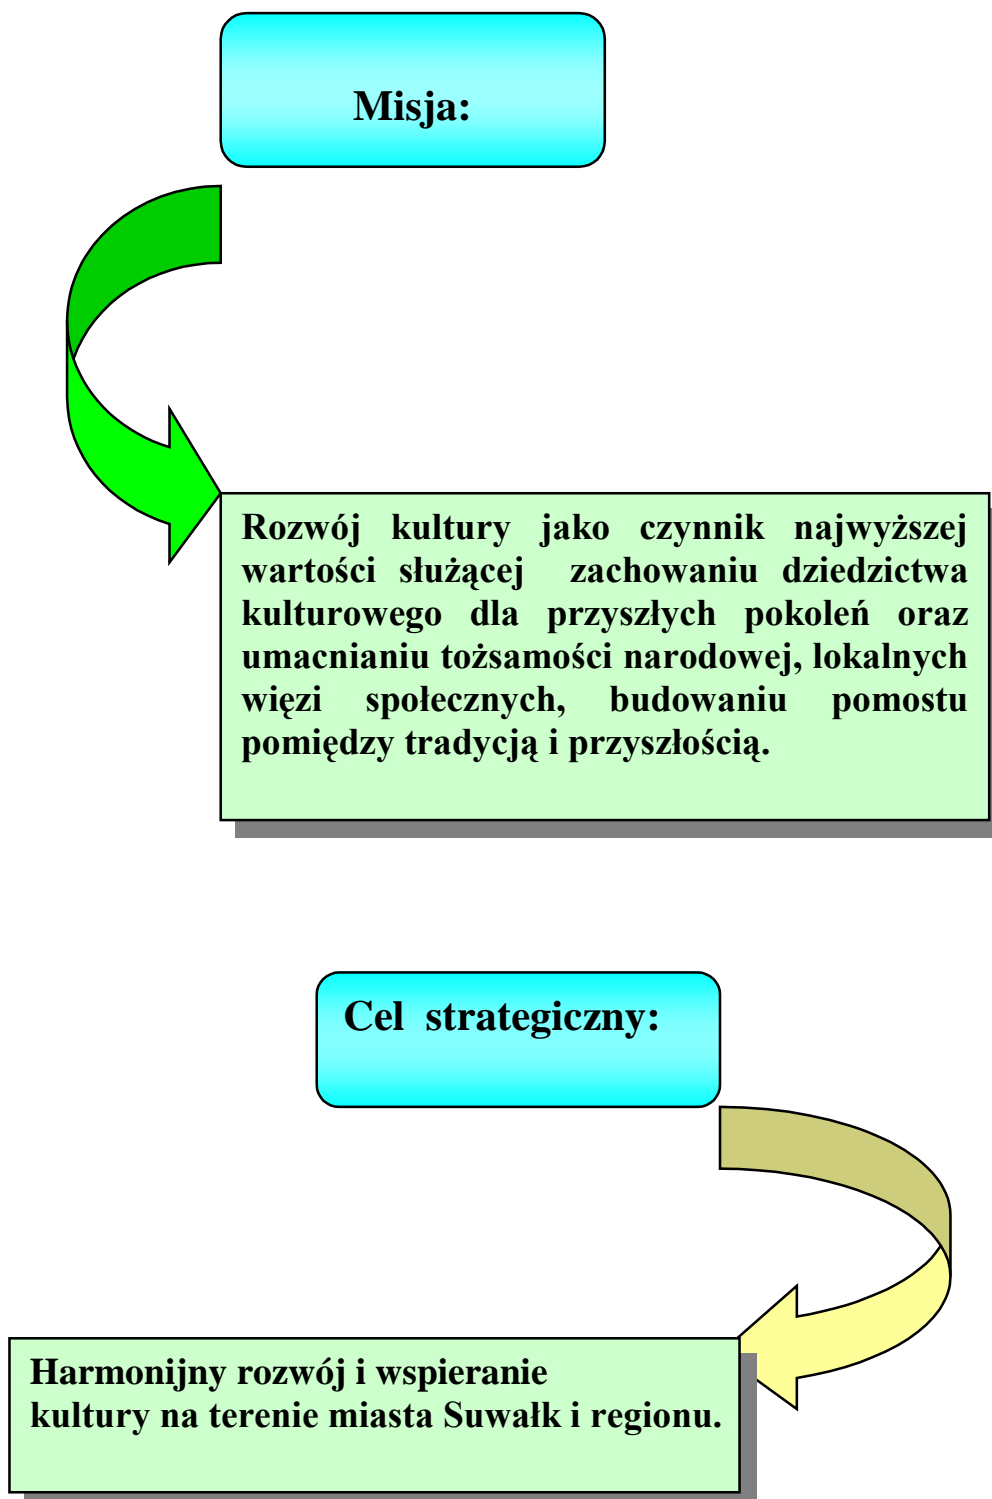 Misja:
Rozwój kultury jako czynnik najwyższej
wartości służącej zachowaniu dziedzictwa
kulturowego dla przyszłych pokoleń oraz
umacnianiu tożsamości narodowej, lokalnych
więzi społecznych, budowaniu pomostu
pomiędzy tradycją i przyszłością.
Cel strategiczny:
Harmonijny rozwój i wspieranie
kultury na terenie miasta Suwałk i regionu.